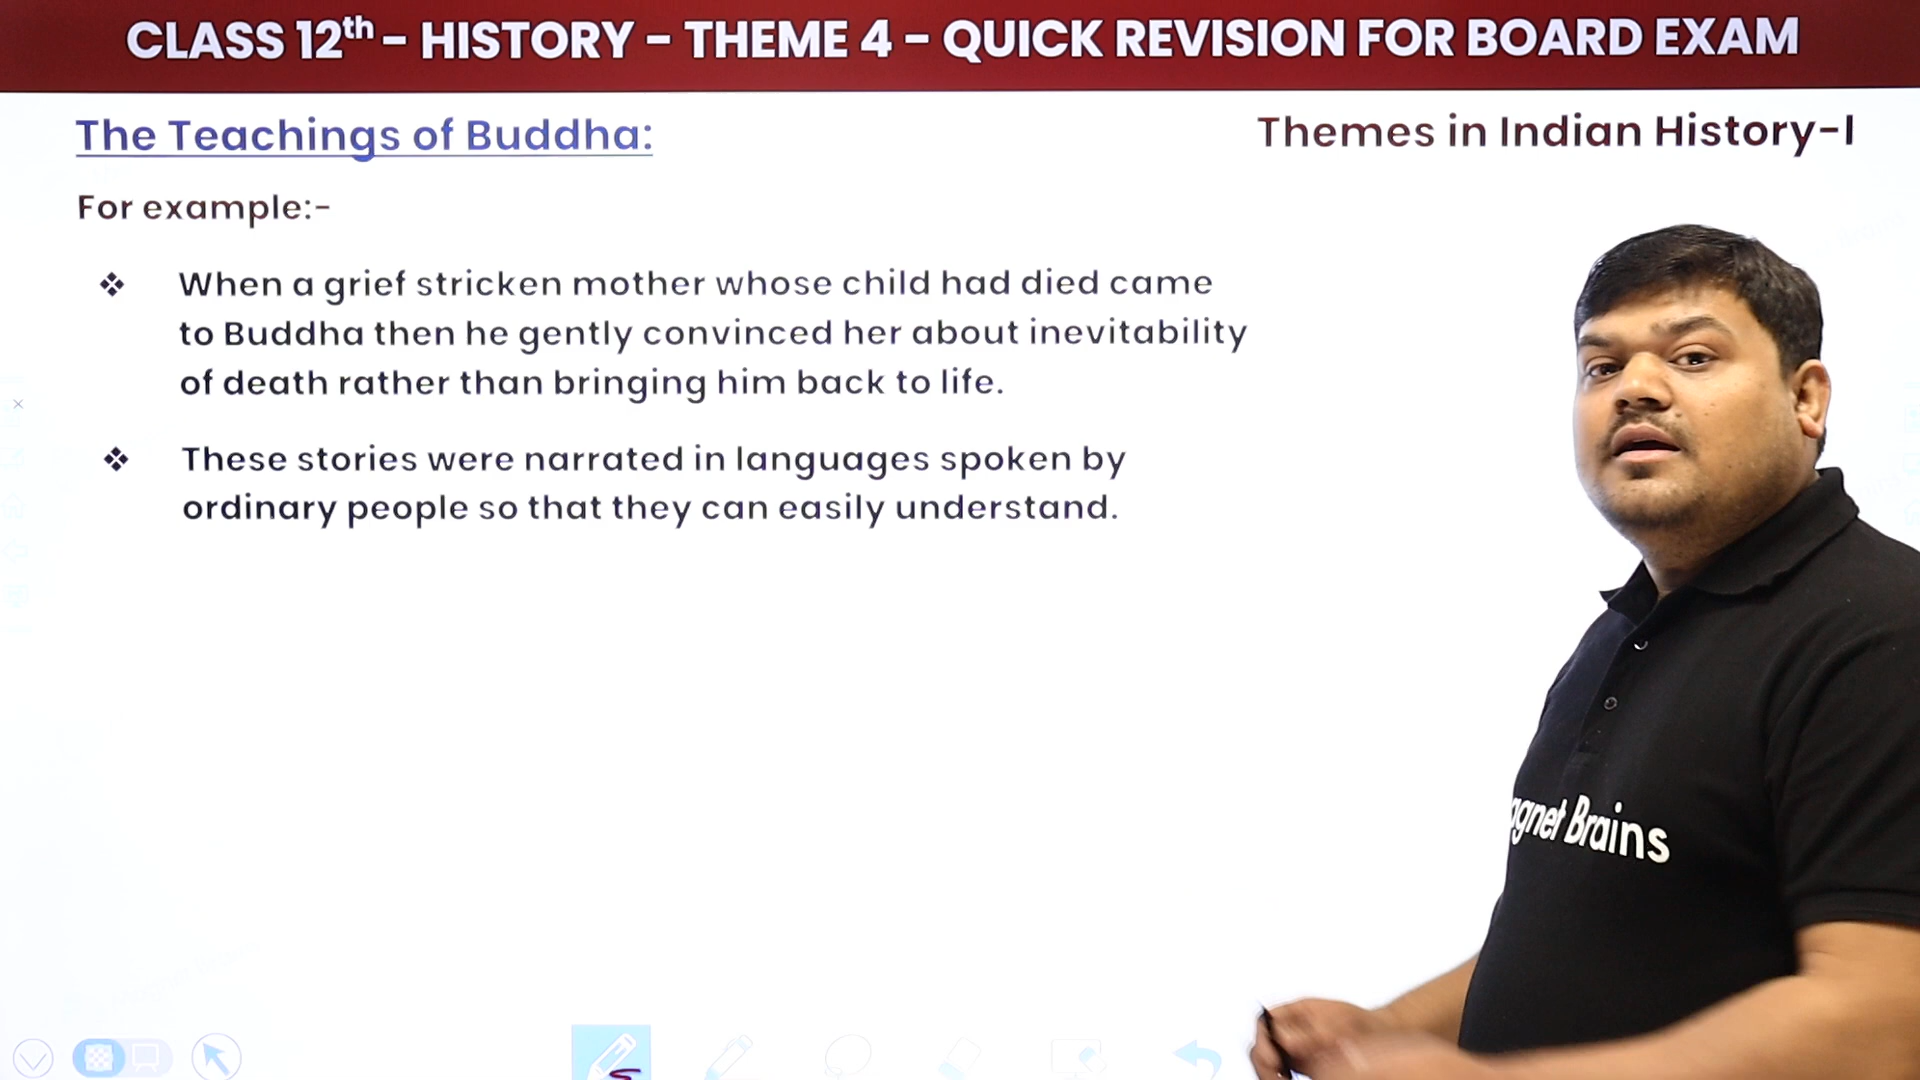 CLASS 12th - HISTORY - THEME 4 - QUICK REVISION FOR BOARD EXAM
The Teachings of Buddha:
Themes in Indian History-I
For example:-
❖ When a grief stricken mother whose child had died came
to Buddha then he gently convinced her about inevitability
of death rather than bringing him back to life.
❖ These stories were narrated in languages spoken by
ordinary people so that they can easily understand.
agnet Brains